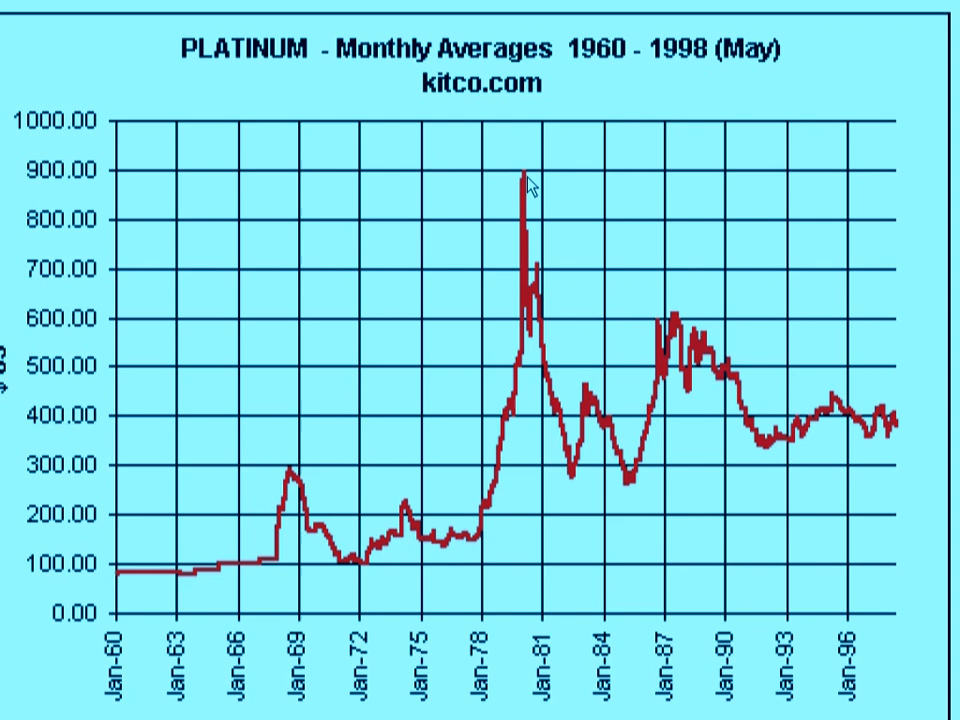 PLATINUM - Monthly Averages 1960 - 1998 (May)
kitco.com
1000.00
900.00
800.00
700.00
600.00
500.00
400.00
300.00
200.00
100.00
0.00
Jan-60
Jan-63
Jan-66
Jan-69
Jan-72
Jan-75
Jan-78
Jan-81
Jan-84
Jan-87
Jan-90
Jan-93
Jan-96